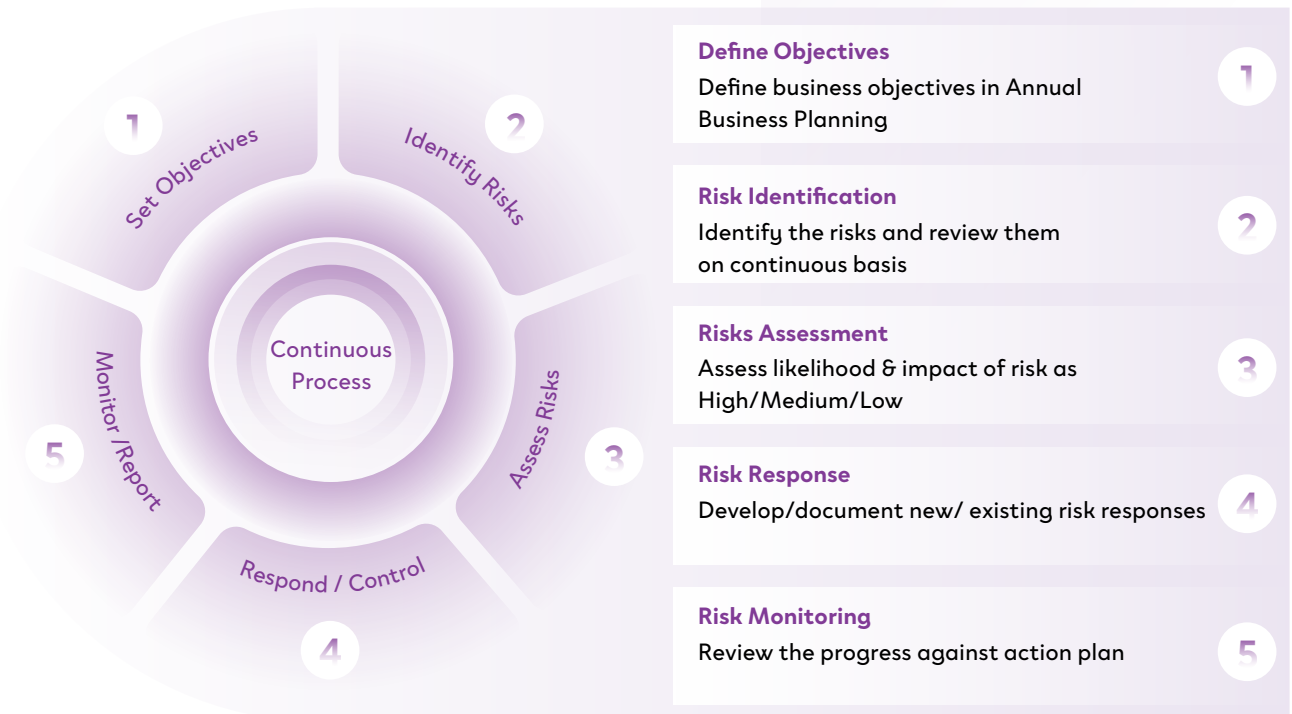 1
Set Objectives
2
Identify Risks
3
Assess Risks
4
Respond / Control
5
Monitor /Report
Continuous
Process
Define Objectives
Define business objectives in Annual
Business Planning
1
Risk Identification
Identify the risks and review them
on continuous basis
2
Risks Assessment
Assess likelihood & impact of risk as
High/Medium/Low
3
Risk Response
Develop/document new/ existing risk responses
4
Risk Monitoring
Review the progress against action plan
5